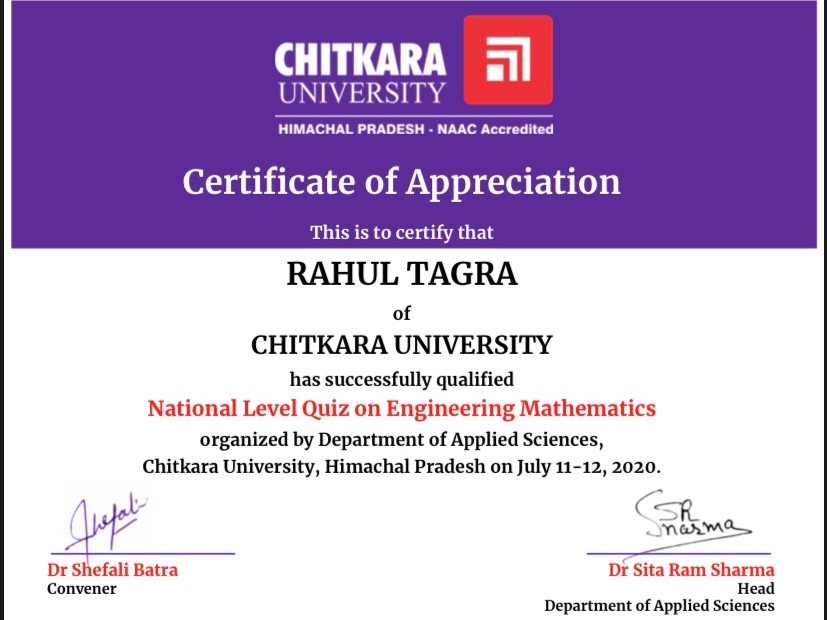 CHITKARA
UNIVERSITY
HIMACHAL PRADESH - NAAC Accredited
Certificate of Appreciation
This is to certify that
RAHUL TAGRA
of
CHITKARA UNIVERSITY
has successfully qualified
National Level Quiz on Engineering Mathematics
organized by Department of Applied Sciences,
Chitkara University, Himachal Pradesh on July 11-12, 2020.
Shefali
SR Sharma
Dr Shefali Batra
Convener
Dr Sita Ram Sharma
Head
Department of Applied Sciences